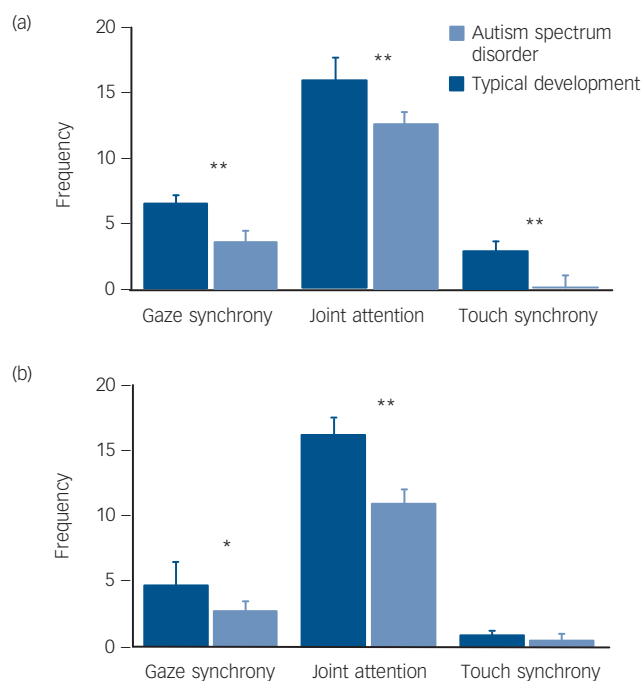 (a)
Autism spectrum
disorder
Typical development
Frequency
20
15
10
5
0
**
**
**
Gaze synchrony
Joint attention
Touch synchrony
(b)
Frequency
20
15
10
5
0
*
**
Gaze synchrony
Joint attention
Touch synchrony